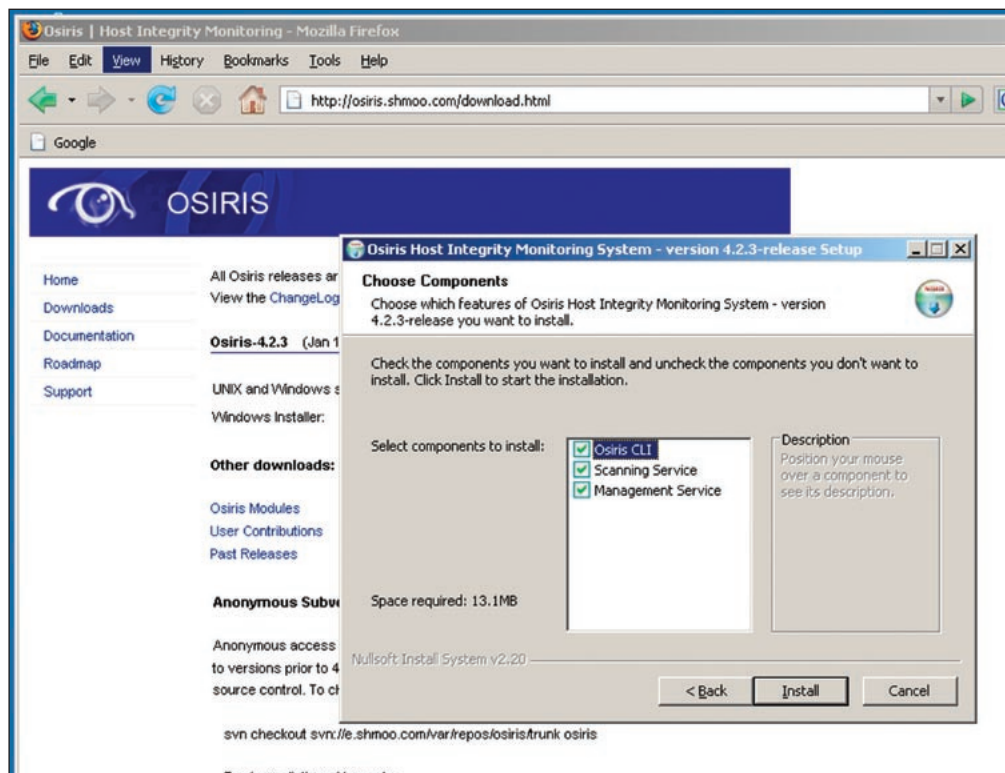 Osiris | Host Integrity Monitoring - Mozilla Firefox
File Edit View History Bookmarks Tools Help
http://osiris.shmoo.com/download.html
Google
OSIRIS
Home
Downloads
Documentation
Roadmap
Support
All Osiris releases
View the ChangeLog
Osiris-4.2.3 (Jan 1
UNIX and Windows
Windows Installer:
Other downloads:
Osiris Modules
User Contributions
Past Releases
Anonymous
Anonymous access
to versions prior to 4
source control. To
svn checkout svn://e.shmoo.com/var/repos/osiris/trunk osiris
Osiris Host Integrity Monitoring System - version 4.2.3-release Setup
Choose Components
Choose which features of Osiris Host Integrity Monitoring System - version
4.2.3-release you want to install.
Check the components you want to install and uncheck the components you don't want to
install. Click Install to start the installation.
Select components to install:
Osiris CLI
Scanning Service
Management Service
Description
Position your mouse
over a component to
see its description.
Space required: 13.1MB
Nullsoft Install System v2.20
< Back Install Cancel